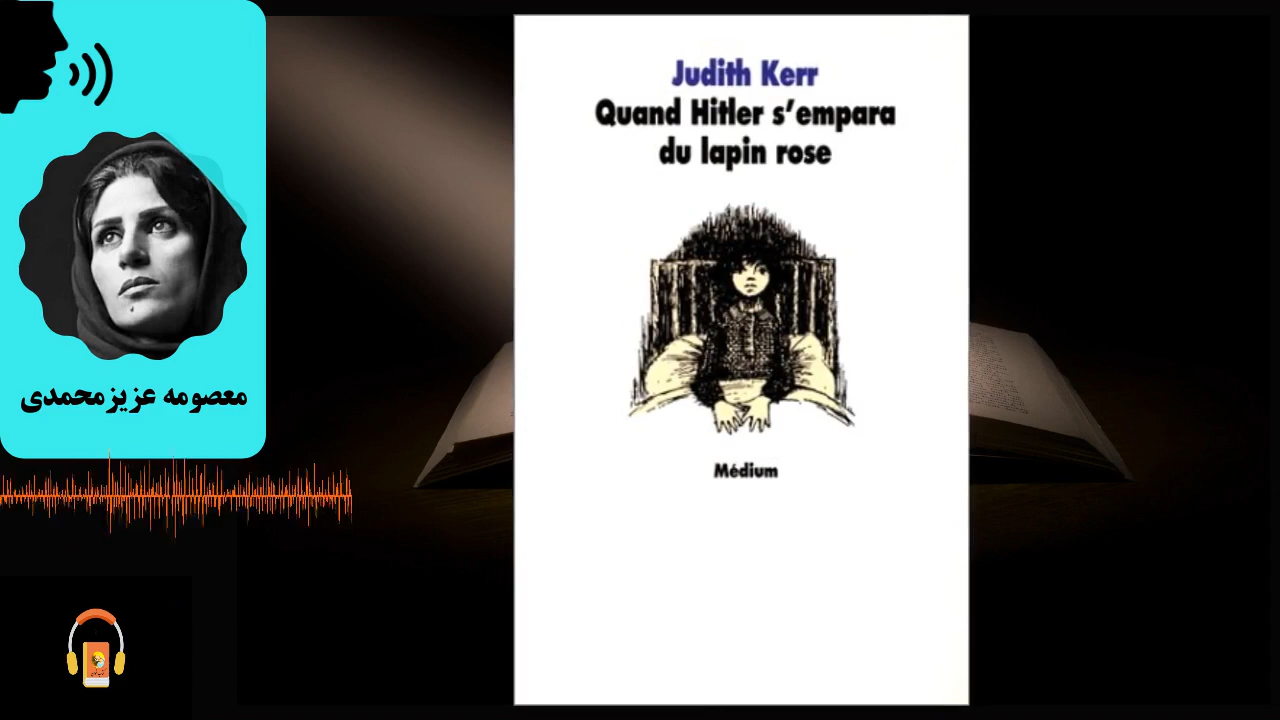 معصومه عزیزمحمدی
Judith Kerr
Quand Hitler s'empara
du lapin rose
Médium